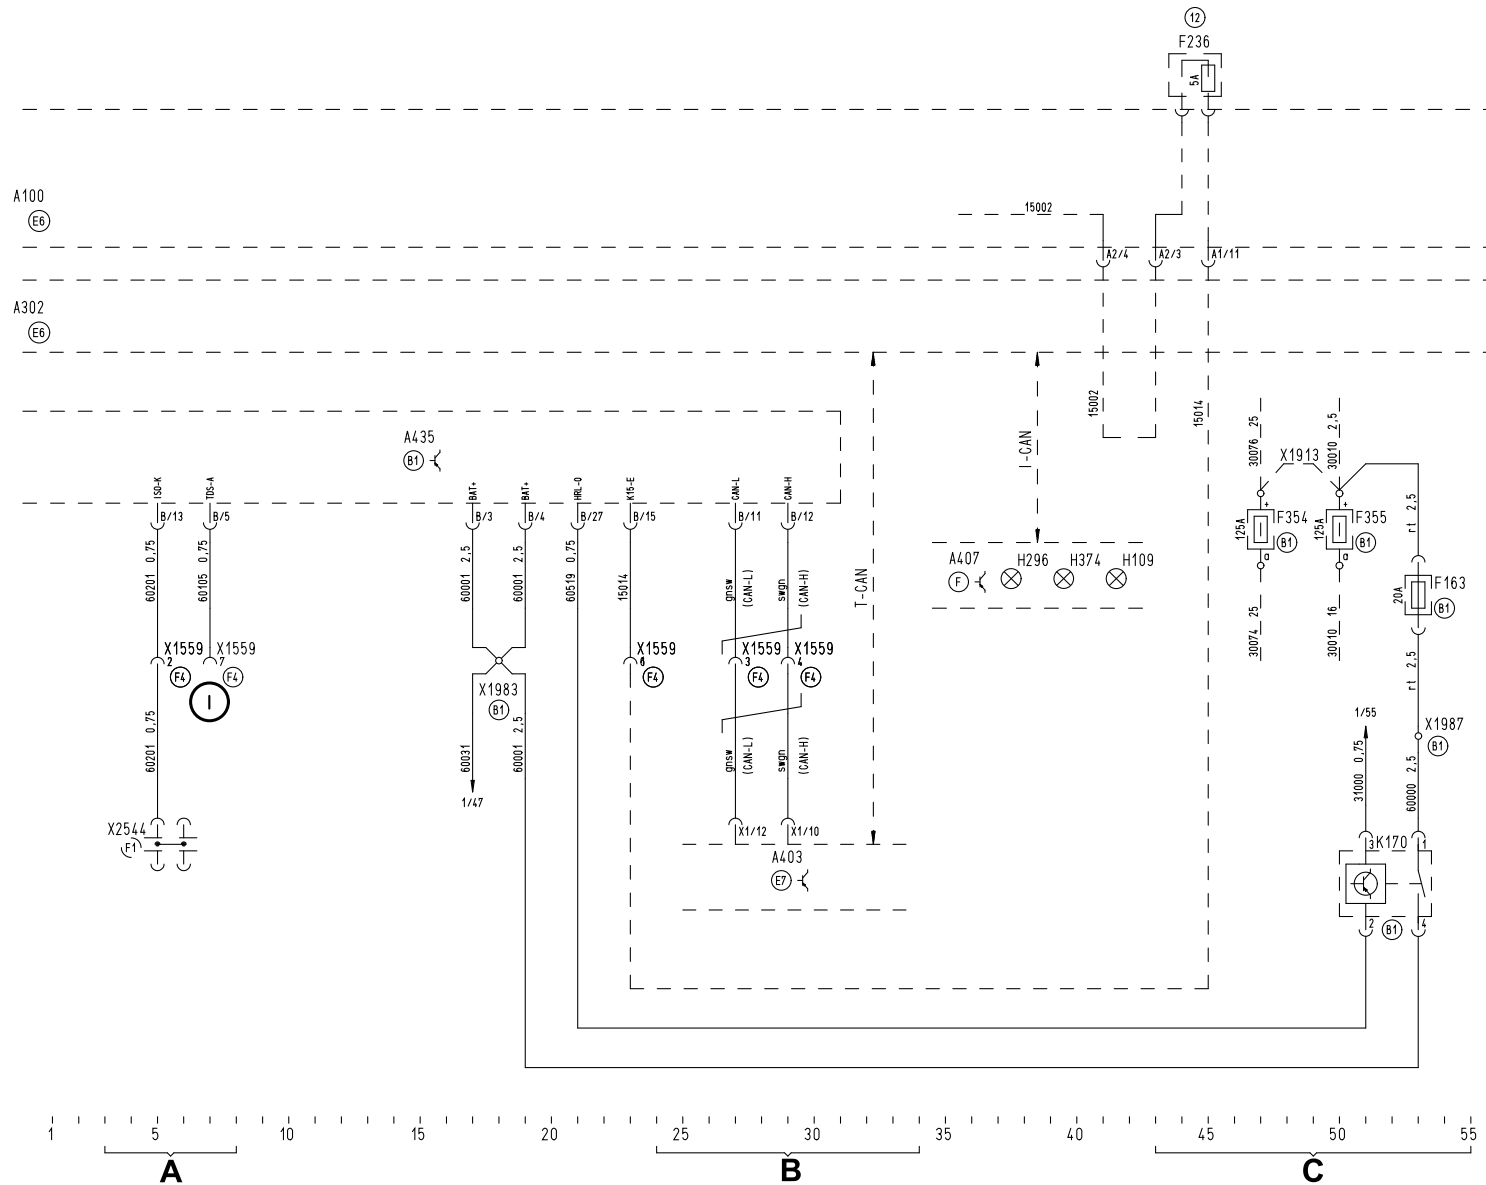 12
F236
5A
A100
E6
15002
A2/4
A2/3
A1/11
A302
E6
15002
15014
I-CAN
T-CAN
A435
B1
ISO-K
TDS-A
BAT+
BAT+
HRL-O
K15-E
CAN-L
CAN-H
B/13
B/5
B/3
B/4
B/27
B/15
B/11
B/12
60201 0,75
60105 0,75
60001 2,5
60001 2,5
60519 0,75
15014
gnsw
(CAN-L)
swgn
(CAN-H)
A407
F
H296
H374
H109
30076 25
30010 2,5
X1913
+
+
125A
F354
B1
125A
F355
B1
a
a
rt 2,5
20A
F163
B1
30074 25
30010 16
rt 2,5
X1559
2
F4
X1559
7
F4
I
X1983
B1
X1559
6
F4
X1559
3
F4
X1559
4
F4
60201 0,75
60031
60001 2,5
gnsw
(CAN-L)
swgn
(CAN-H)
1/47
1/55
X1987
B1
31000 0,75
60000 2,5
X2544
F1
X1/12
X1/10
A403
E7
3
K170
1
2
B1
4
1 5 10 15 20 25 30 35 40 45 50 55
A B C